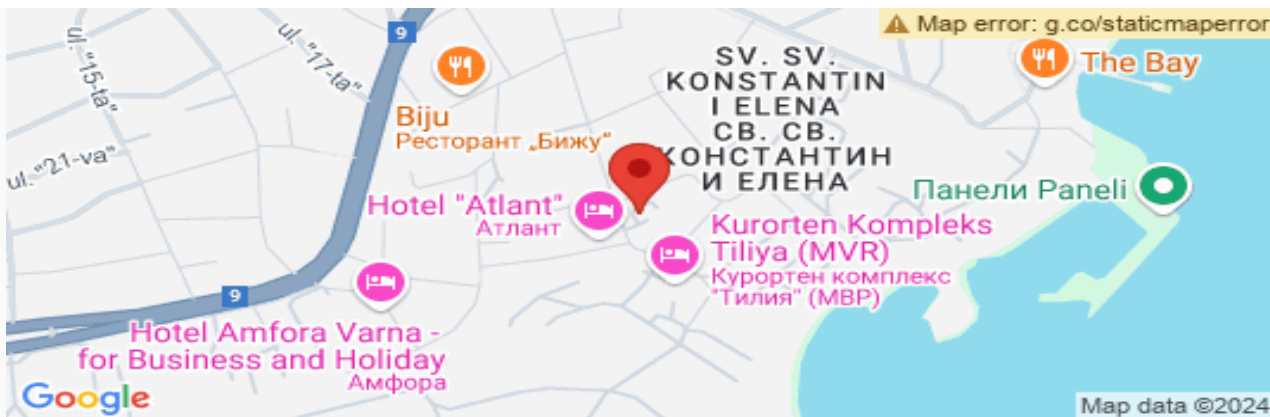 9
Map error: g.co/staticmaperror
ul. "15-ta"
ul. "17-ta"
SV. SV.
KONSTANTIN
I ELENA
СВ. СВ.
КОНСТАНТИН
И ЕЛЕНА
The Bay
Biju
Ресторант „Бижу“
ul. "21-va"
Hotel "Atlant"
Атлант
Панели Paneli
Kurorten Kompleks
Tiliya (MVR)
Курортен комплекс
"Тилия" (МВР)
9
Hotel Amfora Varna -
for Business and Holiday
Амфора
Google
Map data ©2024